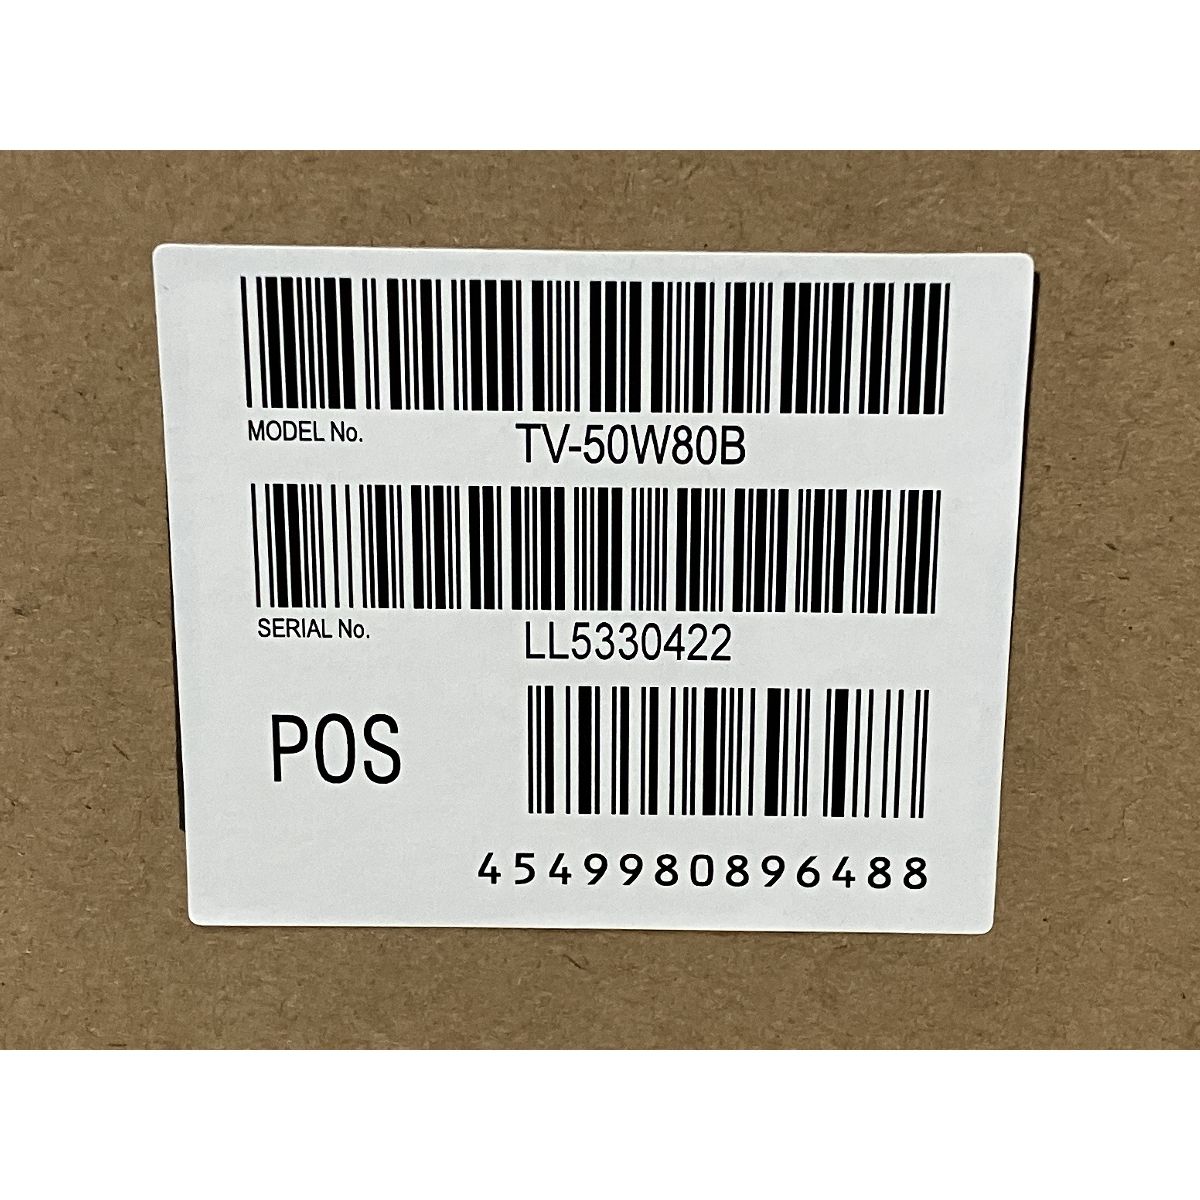 MODEL No. TV-50W80B
SERIAL No. LL5330422
POS
4549980896488